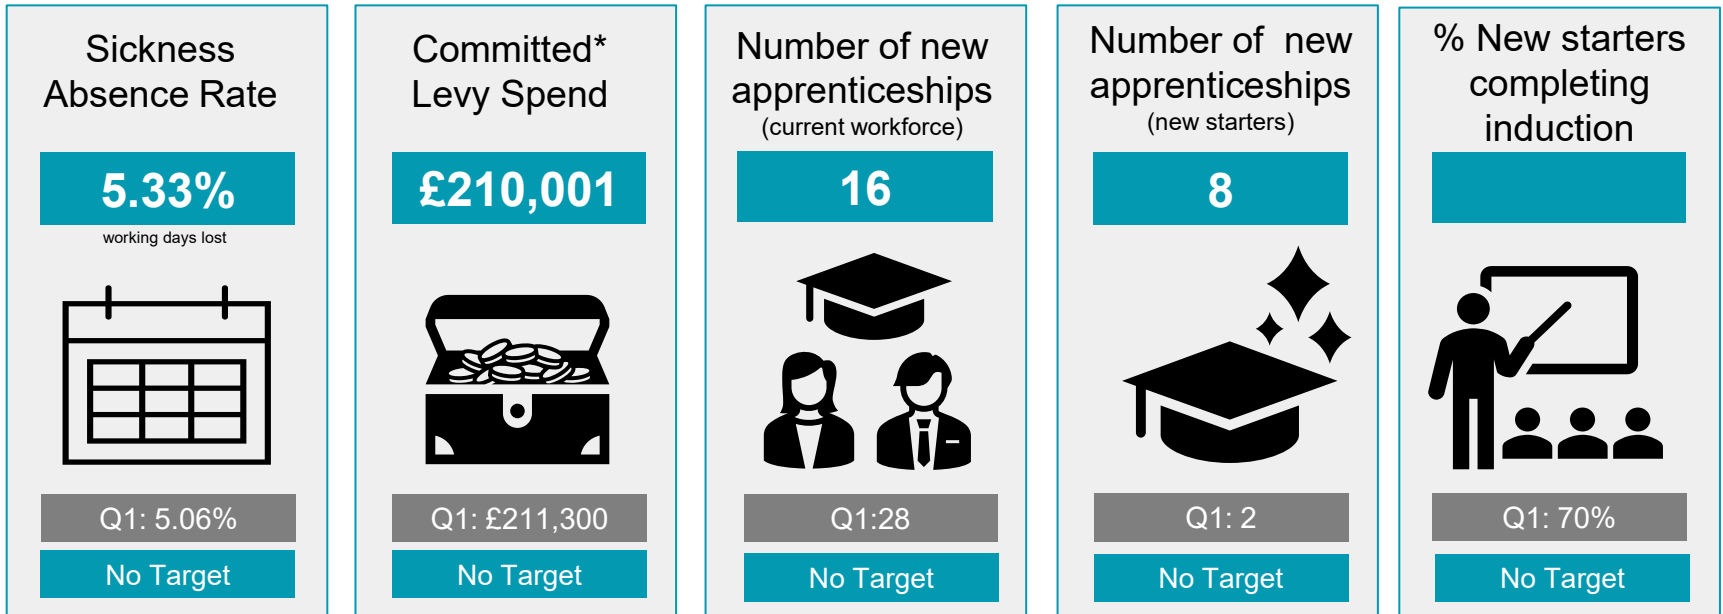 Sickness
Absence Rate
5.33%
working days lost
Q1: 5.06%
No Target
Committed*
Levy Spend
£210,001
Q1: £211,300
No Target
Number of new
apprenticeships
(current workforce)
16
Q1:28
No Target
Number of  new
apprenticeships
(new starters)
8
Q1: 2
No Target
% New starters
completing
induction
Q1: 70%
No Target